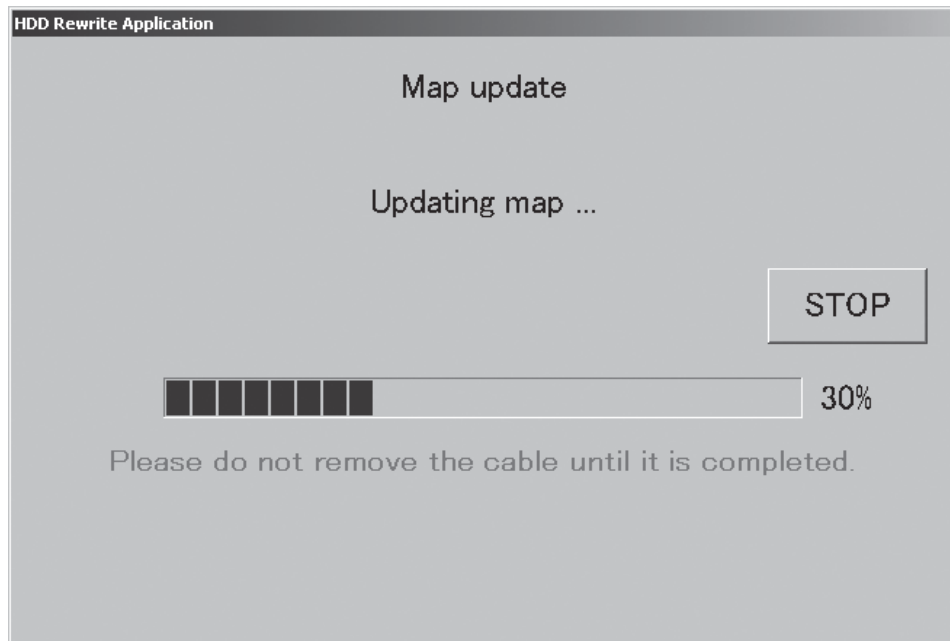 HDD Rewrite Application
Map update
Updating map ...
STOP
30%
Please do not remove the cable until it is completed.